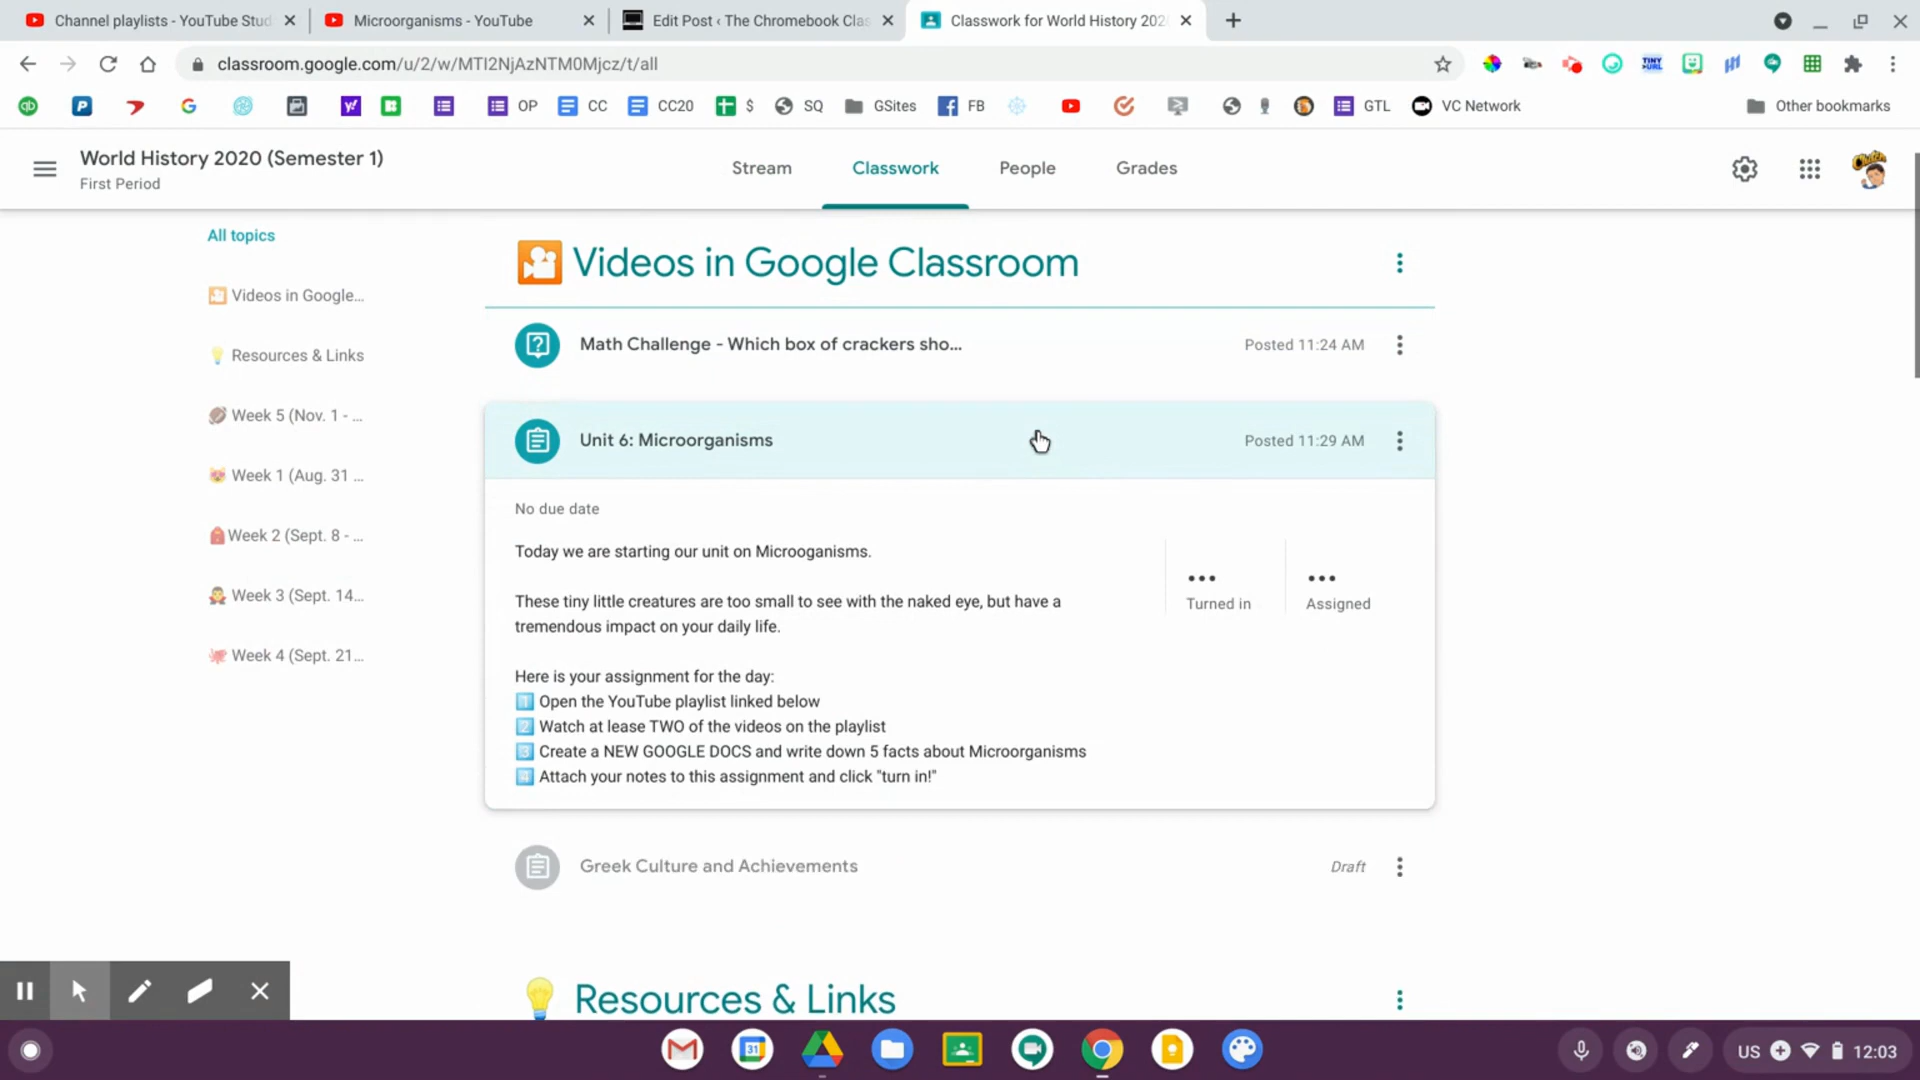 Channel playlists - YouTube Stud
Microorganisms - YouTube
Edit Post ‹ The Chromebook Clas
Classwork for World History 202
classroom.google.com/u/2/w/MTI2NjAzNTM0Mjcz/t/all
OP
CC
CC20
$
SQ
GSites
FB
GTL
VC Network
Other bookmarks
World History 2020 (Semester 1)
First Period
Stream
Classwork
People
Grades
All topics
Videos in Google...
Resources & Links
Week 5 (Nov. 1 - ...
Week 1 (Aug. 31 ...
Week 2 (Sept. 8 - ...
Week 3 (Sept. 14...
Week 4 (Sept. 21...
Videos in Google Classroom
Math Challenge - Which box of crackers sho...
Posted 11:24 AM
Unit 6: Microorganisms
Posted 11:29 AM
No due date
Today we are starting our unit on Microoganisms.
These tiny little creatures are too small to see with the naked eye, but have a
tremendous impact on your daily life.
Here is your assignment for the day:
1 Open the YouTube playlist linked below
2 Watch at lease TWO of the videos on the playlist
3 Create a NEW GOOGLE DOCS and write down 5 facts about Microorganisms
4 Attach your notes to this assignment and click "turn in!"
Turned in
Assigned
Greek Culture and Achievements
Draft
Resources & Links
31
US
12:03